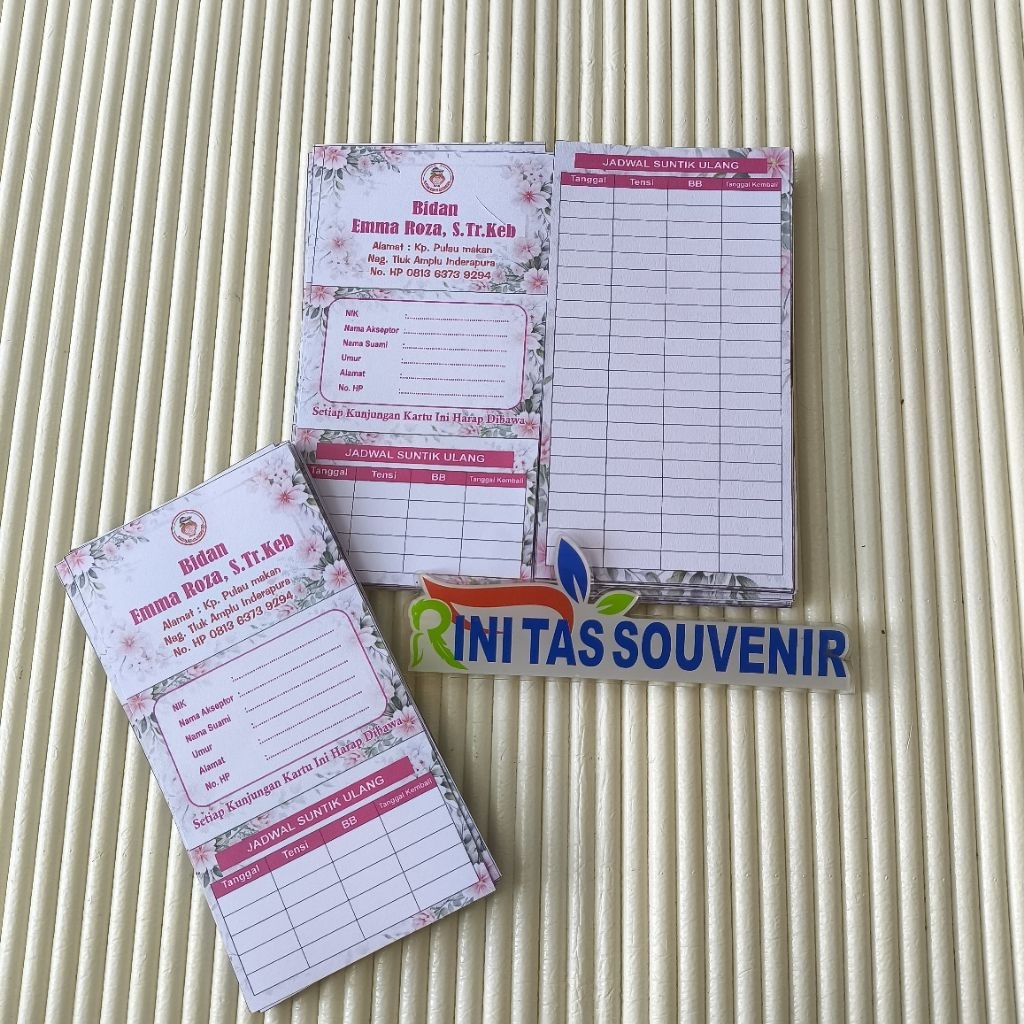 Bidan
Emma Roza, S.Tr.Keb
Alamat : Kp. Pulau makan
Nag. Tluk Amplu Inderapura
No. HP 0813 6373 9294
NIK :
Nama Akseptor :
Nama Suami :
Umur :
Alamat :
No. HP :
Setiap Kunjungan Kartu Ini Harap Dibawa
JADWAL SUNTIK ULANG
Tanggal Tensi BB Tanggal Kembali
JADWAL SUNTIK ULANG
Tanggal Tensi BB Tanggal Kembali
RINI TAS SOUVENIR
Bidan
Emma Roza, S.Tr.Keb
Alamat : Kp. Pulau makan
Nag. Tluk Amplu Inderapura
No. HP 0813 6373 9294
NIK :
Nama Akseptor :
Nama Suami :
Umur :
Alamat :
No. HP :
Setiap Kunjungan Kartu Ini Harap Dibawa
JADWAL SUNTIK ULANG
Tanggal Tensi BB Tanggal Kembali